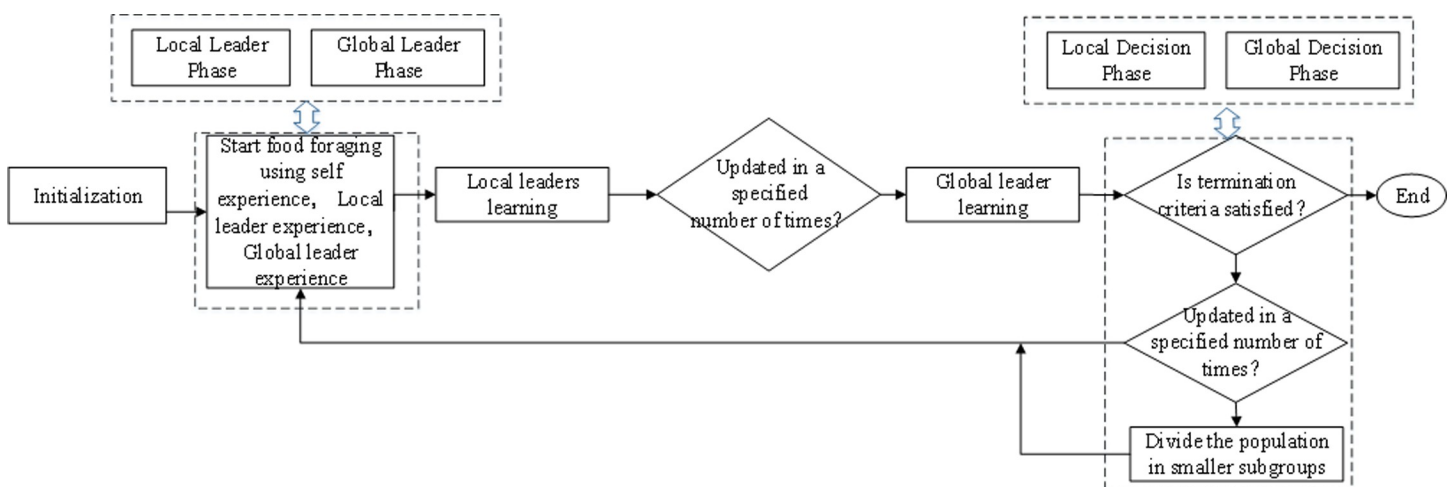 Local Leader
Phase
Global Leader
Phase
Local Decision
Phase
Global Decision
Phase
Initialization
Start food foraging
using self
experience, Local
leader experience,
Global leader
experience
Local leaders
learning
Updated in a
specified
number of times?
Global leader
learning
Is termination
criteria satisfied?
End
Updated in a
specified number of
times?
Divide the population
in smaller subgroups